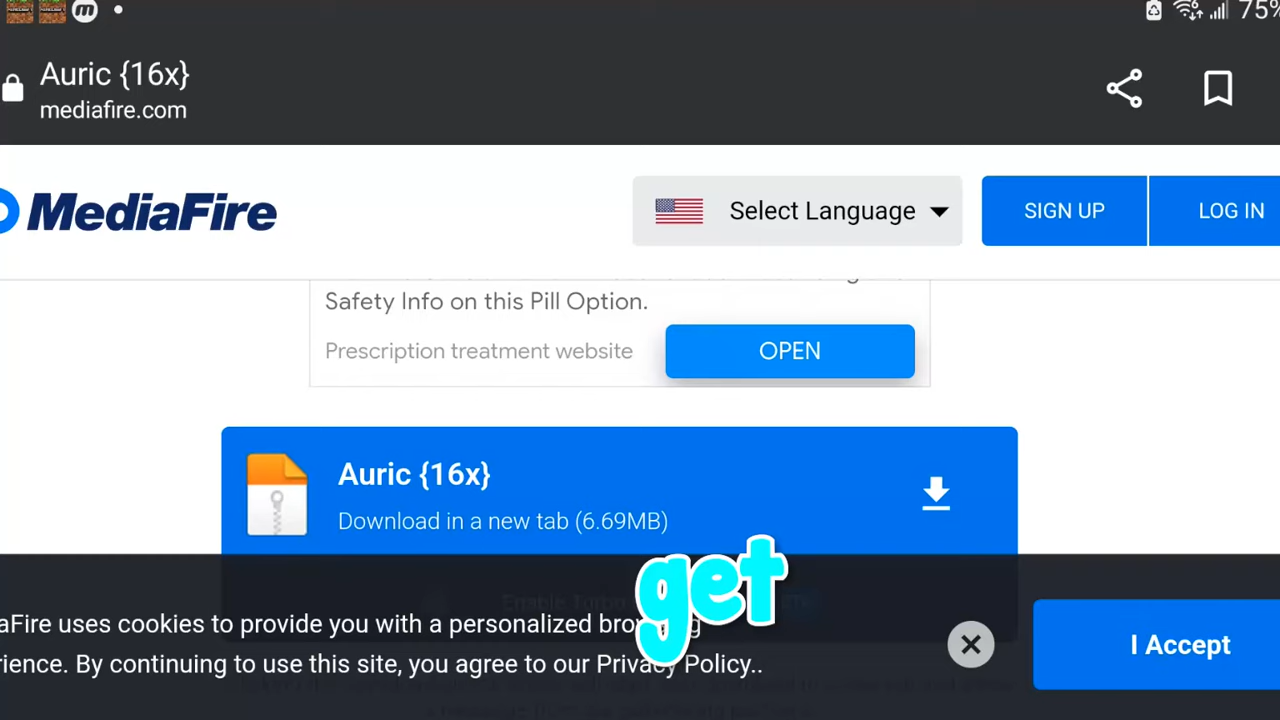 75%
Auric {16x}
mediafire.com
MediaFire
Select Language
SIGN UP
LOG IN
Safety Info on this Pill Option.
Prescription treatment website
OPEN
Auric {16x}
Download in a new tab (6.69MB)
get
aFire uses cookies to provide you with a personalized
rience. By continuing to use this site, you agree to our Privacy Policy..
I Accept